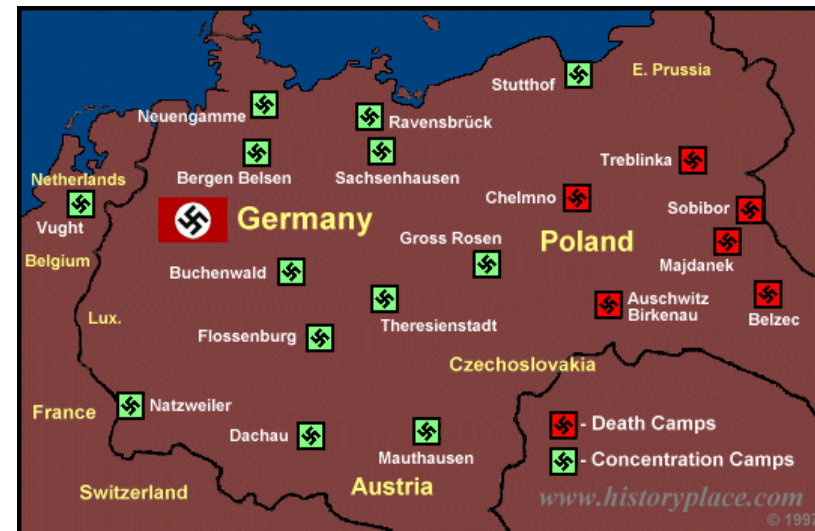 Stutthof
E. Prussia
Neuengamme
Ravensbrück
Treblinka
Bergen Belsen
Sachsenhausen
Netherlands
Chelmno
Sobibor
Vught
Germany
Gross Rosen
Poland
Belgium
Buchenwald
Majdanek
Lux.
Theresienstadt
Auschwitz
Birkenau
Belzec
Flossenburg
Czechoslovakia
France
Natzweiler
- Death Camps
Dachau
Mauthausen
- Concentration Camps
Switzerland
Austria
www.historyplace.com
© 1997